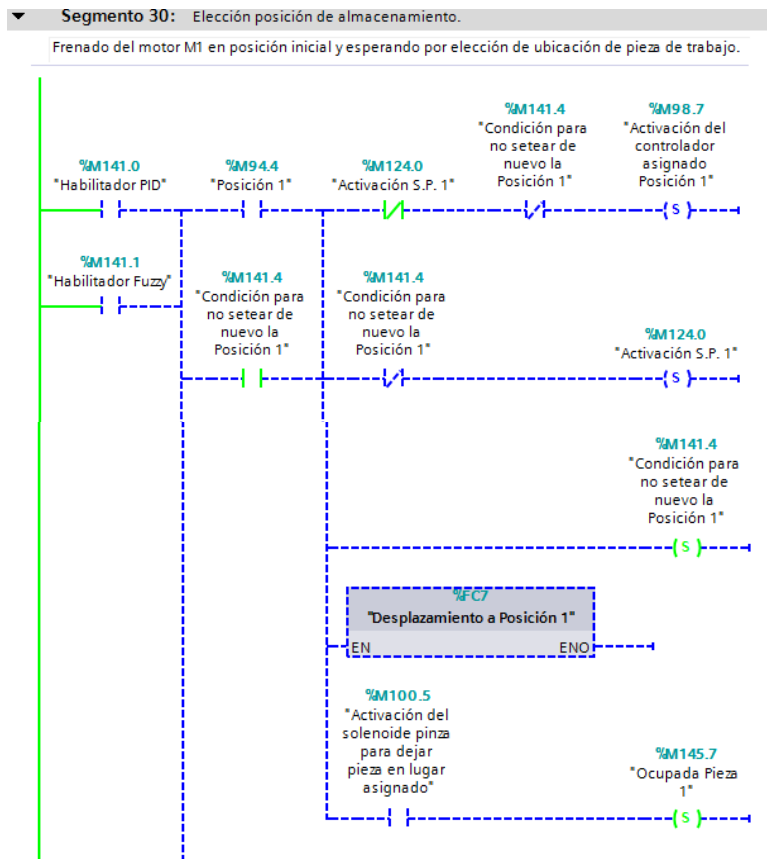 Segmento 30: Elección posición de almacenamiento.
Frenado del motor M1 en posición inicial y esperando por elección de ubicación de pieza de trabajo.
%M141.0
"Habilitador PID"
%M94.4
"Posición 1"
%M124.0
"Activación S.P. 1"
%M141.4
"Condición para
no setear de
nuevo la
Posición 1"
%M98.7
"Activación del
controlador
asignado
Posición 1"
S
%M141.1
"Habilitador Fuzzy"
%M141.4
"Condición para
no setear de
nuevo la
Posición 1"
%M141.4
"Condición para
no setear de
nuevo la
Posición 1"
%M124.0
"Activación S.P. 1"
S
%M141.4
"Condición para
no setear de
nuevo la
Posición 1"
S
%FC7
"Desplazamiento a Posición 1"
EN ENO
%M100.5
"Activación del
solenoide pinza
para dejar
pieza en lugar
asignado"
%M145.7
"Ocupada Pieza
1"
S